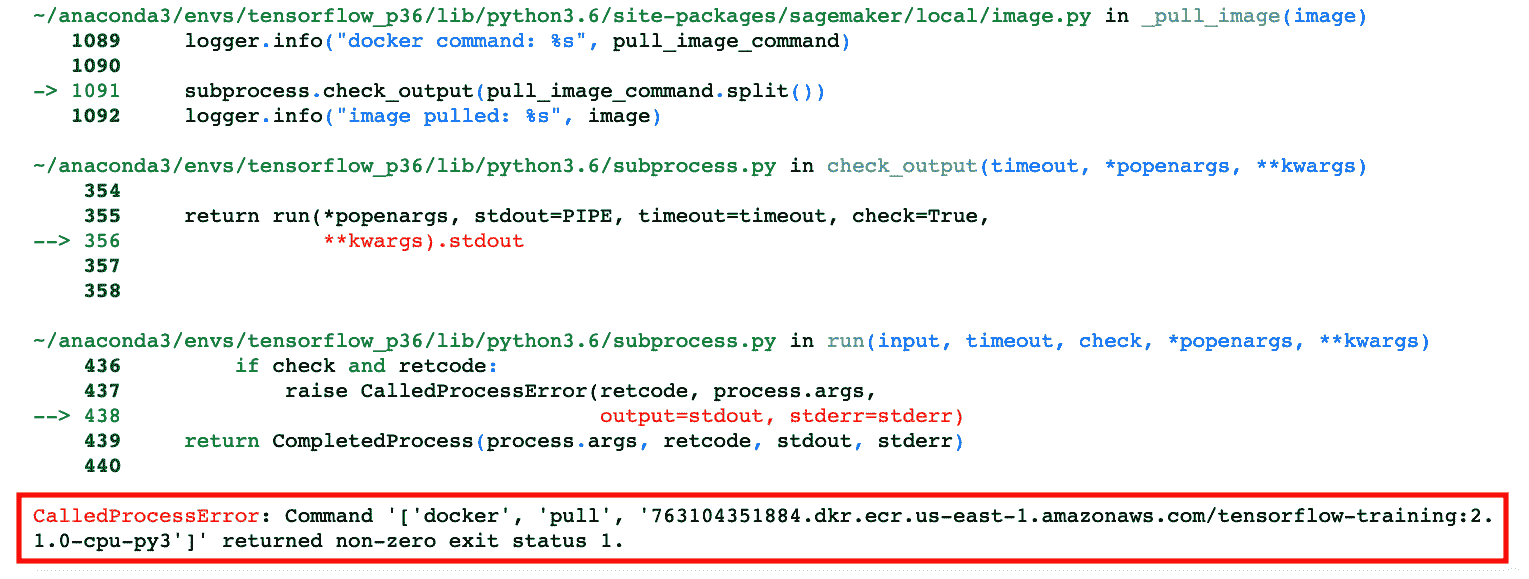 ~/anaconda3/envs/tensorflow_p36/lib/python3.6/site-packages/sagemaker/local/image.py in _pull_image(image)
   1089     logger.info("docker command: %s", pull_image_command)
   1090
-> 1091     subprocess.check_output(pull_image_command.split())
   1092     logger.info("image pulled: %s", image)
~/anaconda3/envs/tensorflow_p36/lib/python3.6/subprocess.py in check_output(timeout, *popenargs, **kwargs)
    354
    355     return run(*popenargs, stdout=PIPE, timeout=timeout, check=True,
--> 356                **kwargs).stdout
    357
    358
~/anaconda3/envs/tensorflow_p36/lib/python3.6/subprocess.py in run(input, timeout, check, *popenargs, **kwargs)
    436         if check and retcode:
    437             raise CalledProcessError(retcode, process.args,
--> 438                                      output=stdout, stderr=stderr)
    439     return CompletedProcess(process.args, retcode, stdout, stderr)
    440
CalledProcessError: Command '['docker', 'pull', '763104351884.dkr.ecr.us-east-1.amazonaws.com/tensorflow-training:2.
1.0-cpu-py3']' returned non-zero exit status 1.